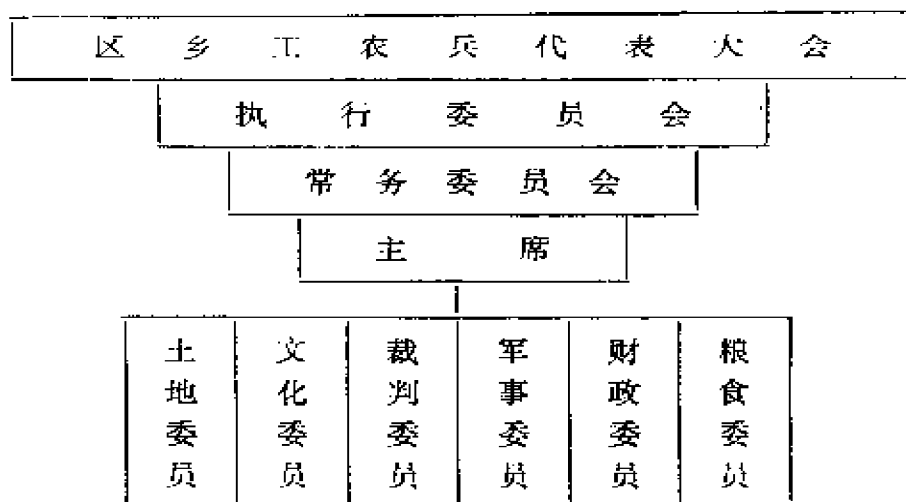 区乡工农兵代表大会
执行委员会
常务委员会
主席
土地委员
文化委员
裁判委员
军事委员
财政委员
粮食委员